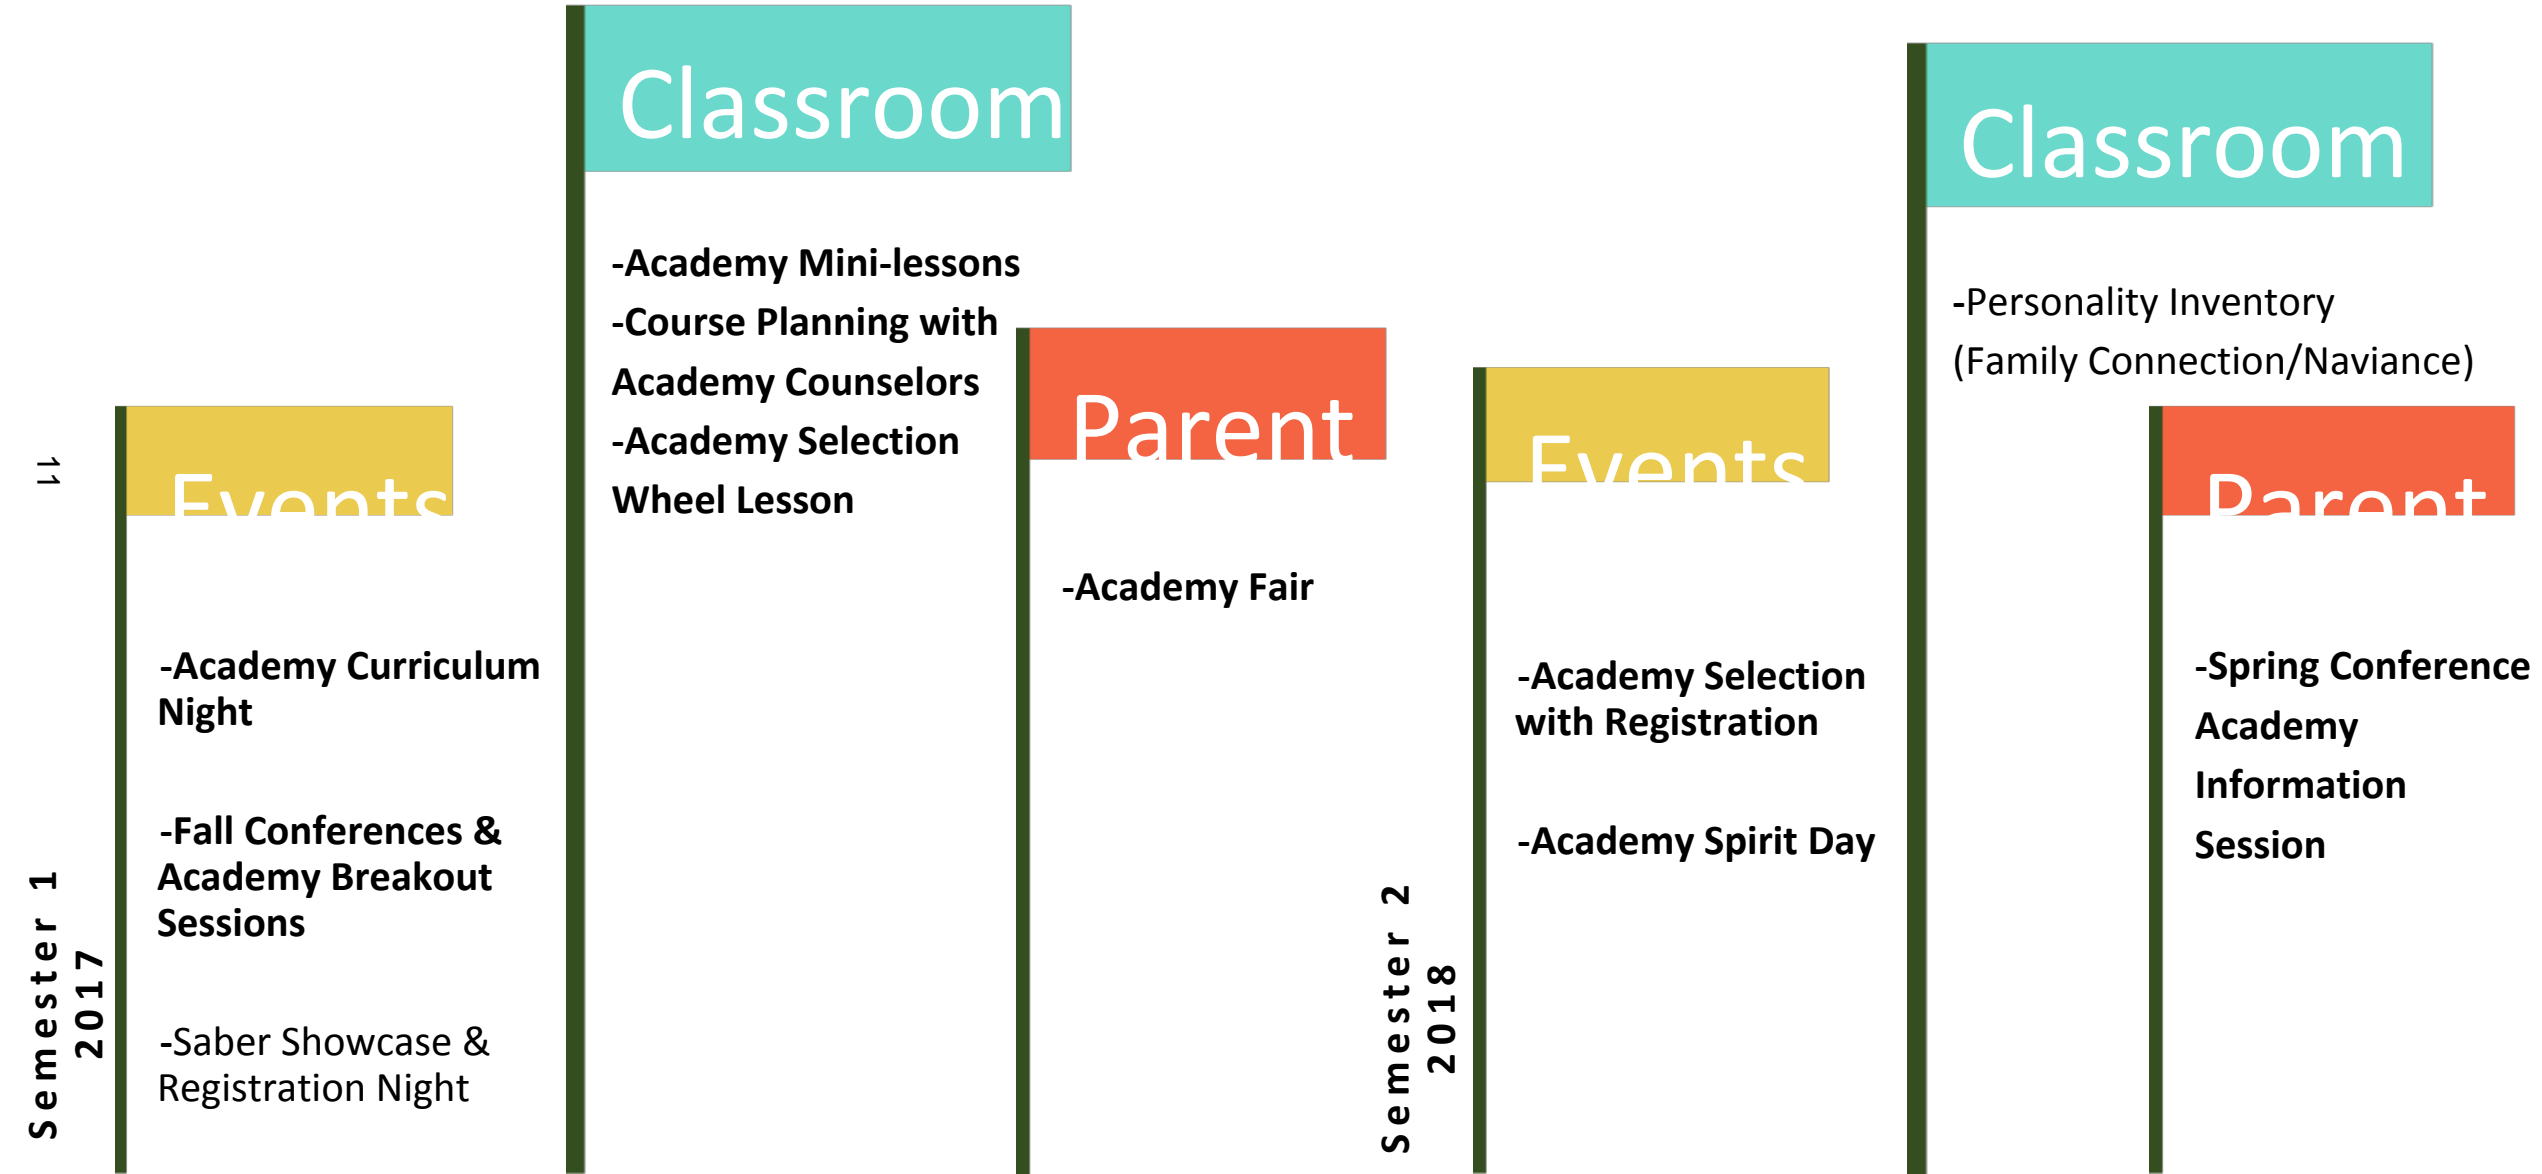 11
Semester 1
2017
Events
-Academy Curriculum
Night
-Fall Conferences &
Academy Breakout
Sessions
-Saber Showcase &
Registration Night
Classroom
-Academy Mini-lessons
-Course Planning with
Academy Counselors
-Academy Selection
Wheel Lesson
Parent
-Academy Fair
Semester 2
2018
Events
-Academy Selection
with Registration
-Academy Spirit Day
Classroom
-Personality Inventory
(Family Connection/Naviance)
Parent
-Spring Conference
Academy
Information
Session